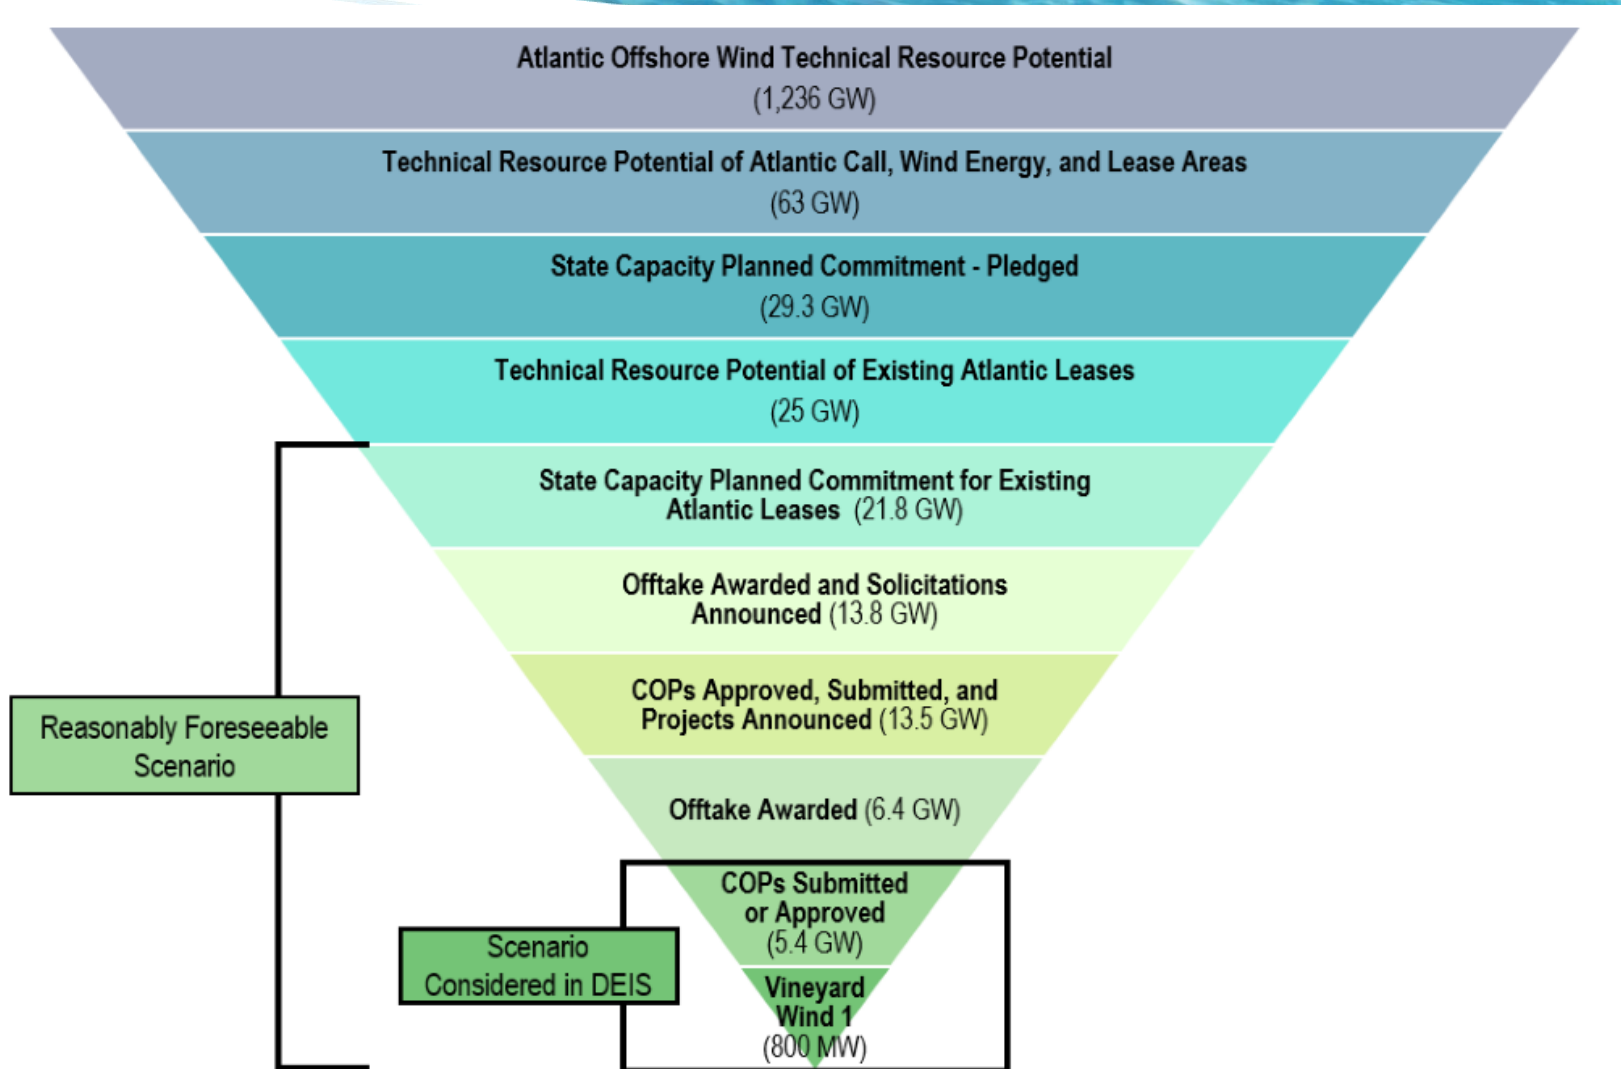 Atlantic Offshore Wind Technical Resource Potential
(1,236 GW)
Technical Resource Potential of Atlantic Call, Wind Energy, and Lease Areas
(63 GW)
State Capacity Planned Commitment - Pledged
(29.3 GW)
Technical Resource Potential of Existing Atlantic Leases
(25 GW)
State Capacity Planned Commitment for Existing
Atlantic Leases (21.8 GW)
Offtake Awarded and Solicitations
Announced (13.8 GW)
COPs Approved, Submitted, and
Projects Announced (13.5 GW)
Reasonably Foreseeable
Scenario
Offtake Awarded (6.4 GW)
COPs Submitted
or Approved
(5.4 GW)
Scenario
Considered in DEIS
Vineyard
Wind 1
(800 MW)